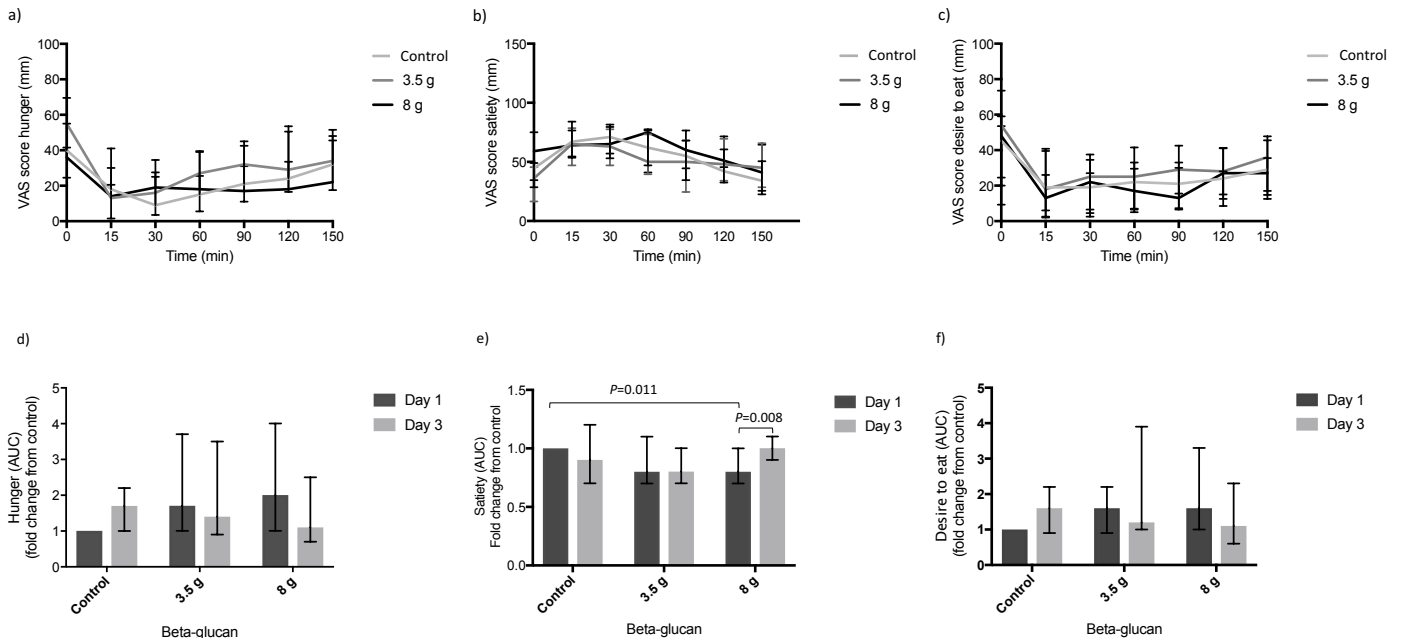 a)
VAS score hunger (mm)
100
80
60
40
20
0
0 15 30 60 90 120 150
Time (min)
Control
3.5 g
8 g
b)
VAS score satiety (mm)
150
100
50
0
0 15 30 60 90 120 150
Time (min)
Control
3.5 g
8 g
c)
VAS score desire to eat (mm)
100
80
60
40
20
0
0 15 30 60 90 120 150
Time (min)
Control
3.5 g
8 g
d)
Hunger (AUC)
(fold change from control)
5
4
3
2
1
0
Control 3.5 g 8 g
Beta-glucan
Day 1
Day 3
e)
Satiety (AUC)
Fold change from control)
1.5
1.0
0.5
0.0
P=0.011
P=0.008
Control 3.5 g 8 g
Beta-glucan
Day 1
Day 3
f)
Desire to eat (AUC)
(fold change from control)
5
4
3
2
1
0
Control 3.5 g 8 g
Beta-glucan
Day 1
Day 3